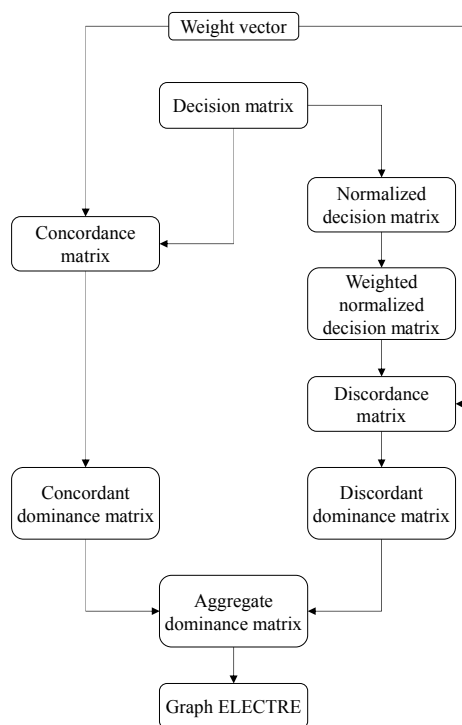 Weight vector
Decision matrix
Normalized
decision matrix
Concordance
matrix
Weighted
normalized
decision matrix
Discordance
matrix
Concordant
dominance matrix
Discordant
dominance matrix
Aggregate
dominance matrix
Graph ELECTRE